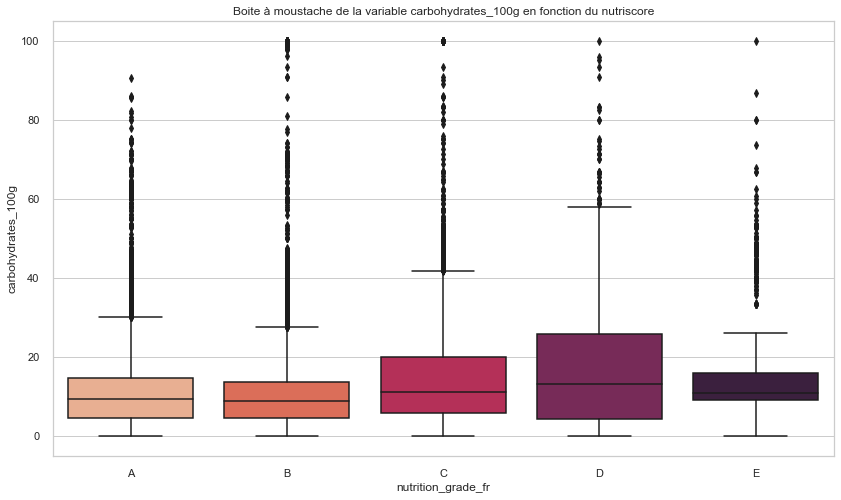 Boite à moustache de la variable carbohydrates_100g en fonction du nutriscore
100
80
60
40
20
0
carbohydrates_100g
A B C D E
nutrition_grade_fr